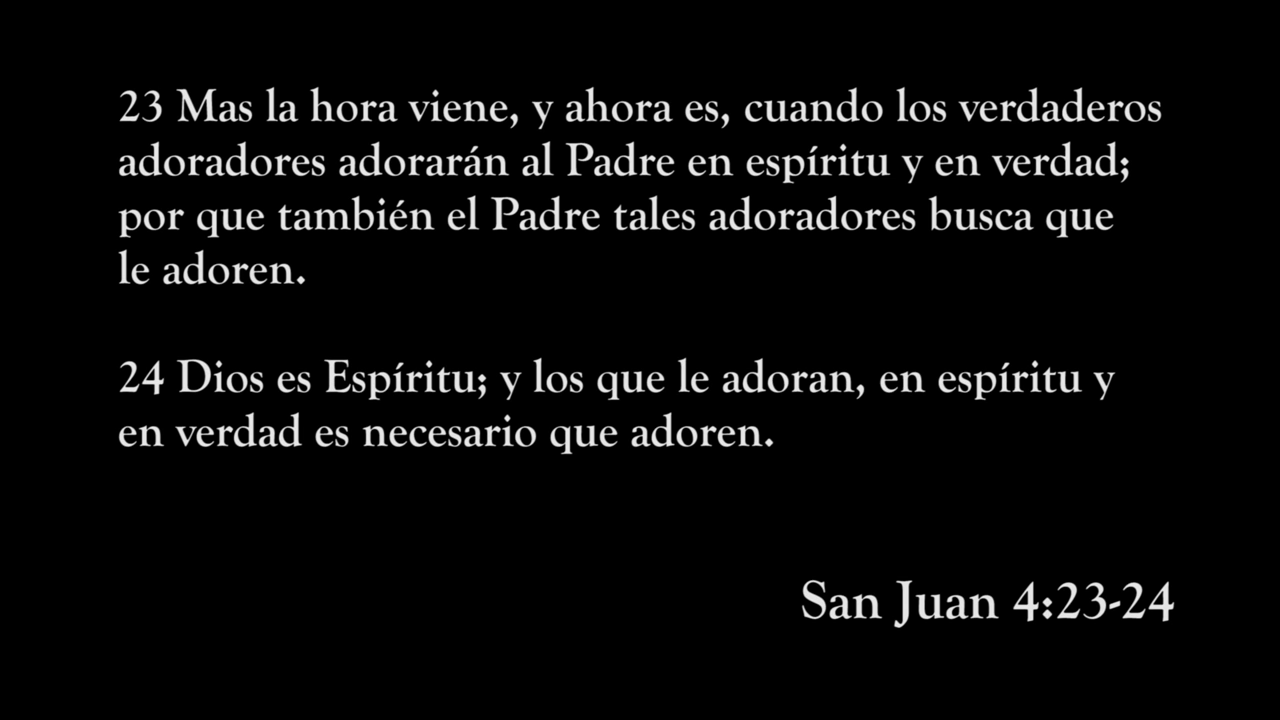 23 Mas la hora viene, y ahora es, cuando los verdaderos
adoradores adorarán al Padre en espíritu y en verdad;
por que también el Padre tales adoradores busca que
le adoren.
24 Dios es Espíritu; y los que le adoran, en espíritu y
en verdad es necesario que adoren.
San Juan 4:23-24